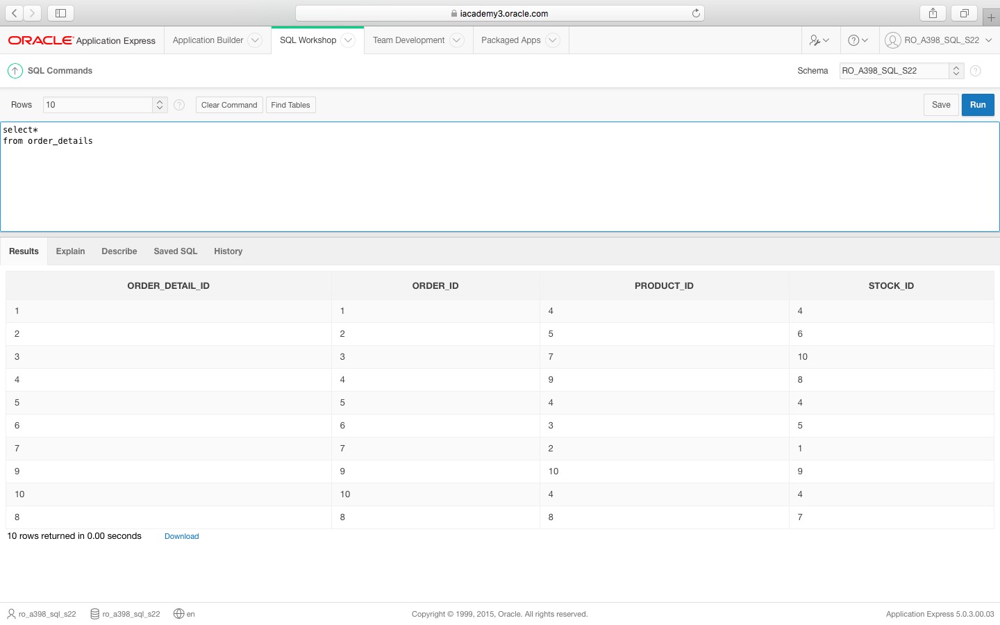 iacademy3.oracle.com
ORACLE Application Express Application Builder SQL Workshop Team Development Packaged Apps RO_A398_SQL_S22
SQL Commands Schema RO_A398_SQL_S22 ?
Rows 10 ? Clear Command Find Tables Save Run
select*
from order_details
Results Explain Describe Saved SQL History
ORDER_DETAIL_ID ORDER_ID PRODUCT_ID STOCK_ID
1 1 4 4
2 2 5 6
3 3 7 10
4 4 9 8
5 5 4 4
6 6 3 5
7 7 2 1
9 9 10 9
10 10 4 4
8 8 8 7
10 rows returned in 0.00 seconds Download
ro_a398_sql_s22 ro_a398_sql_s22 en Copyright © 1999, 2015, Oracle. All rights reserved. Application Express 5.0.3.00.03